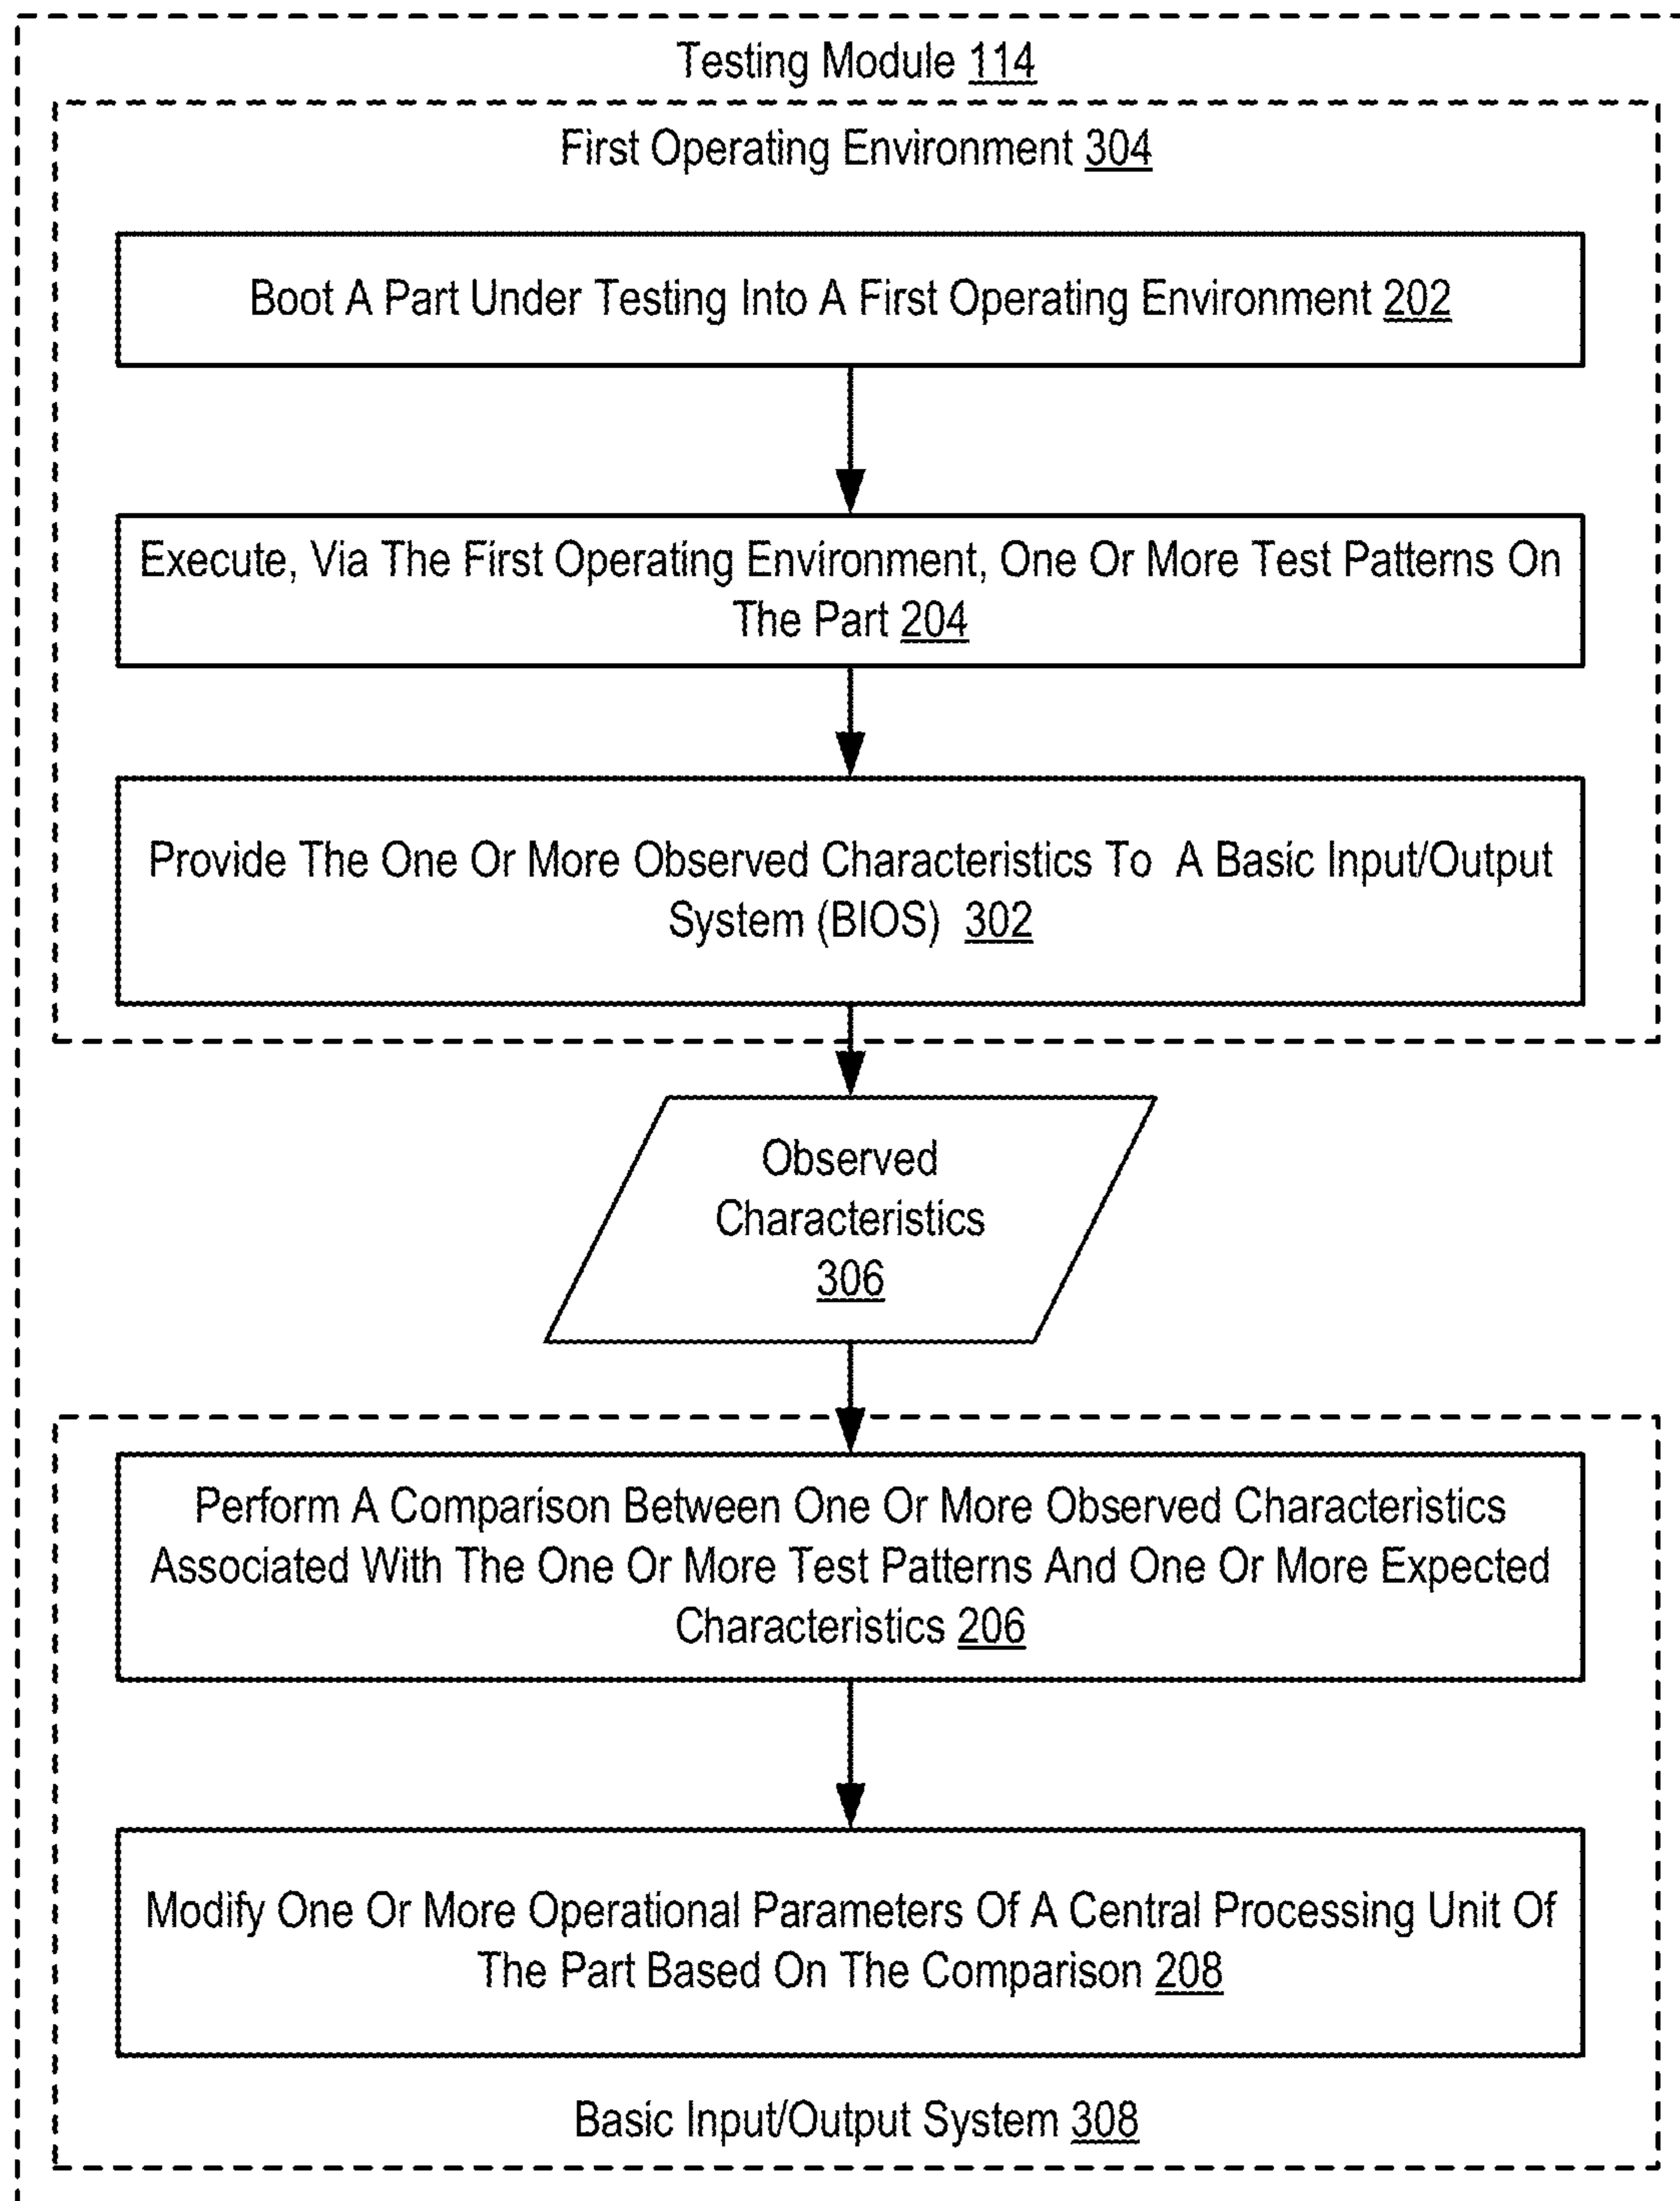 Testing Module 114
First Operating Environment 304
Boot A Part Under Testing Into A First Operating Environment 202
Execute, Via The First Operating Environment, One Or More Test Patterns On
The Part 204
Provide The One Or More Observed Characteristics To A Basic Input/Output
System (BIOS) 302
Observed
Characteristics
306
Perform A Comparison Between One Or More Observed Characteristics
Associated With The One Or More Test Patterns And One Or More Expected
Characteristics 206
Modify One Or More Operational Parameters Of A Central Processing Unit Of
The Part Based On The Comparison 208
Basic Input/Output System 308